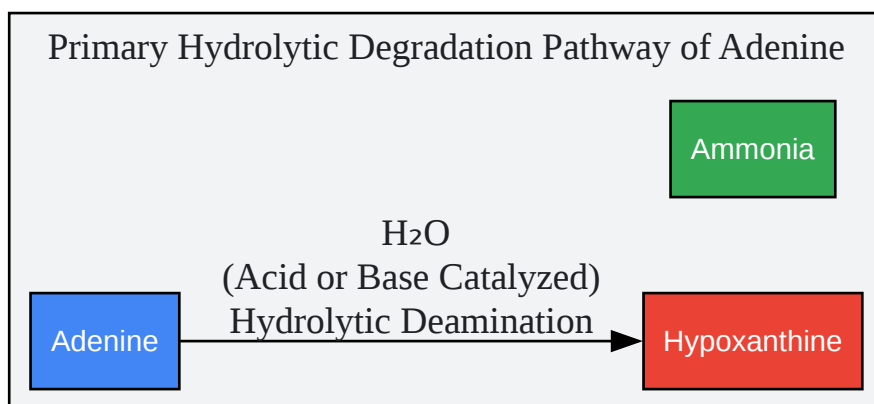 Primary Hydrolytic Degradation Pathway of Adenine
Ammonia
H₂O
(Acid or Base Catalyzed)
Hydrolytic Deamination
Adenine
Hypoxanthine